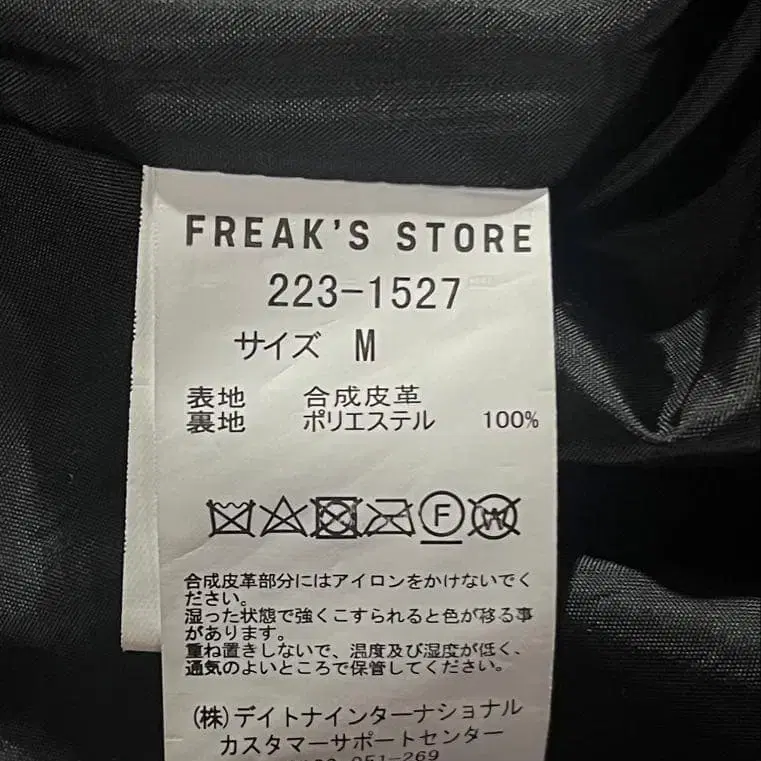 FREAK'S STORE
223-1527
サイズ M
表地 合成皮革
裏地 ポリエステル 100%
F W
合成皮革部分にはアイロンをかけないでく
ださい。
湿った状態で強くこすられると色が移る事
があります。
重ね置きしないで、温度及び湿度が低く、
通気のよいところで保管してください。
(株)デイトナインターナショナル
カスタマーサポートセンター